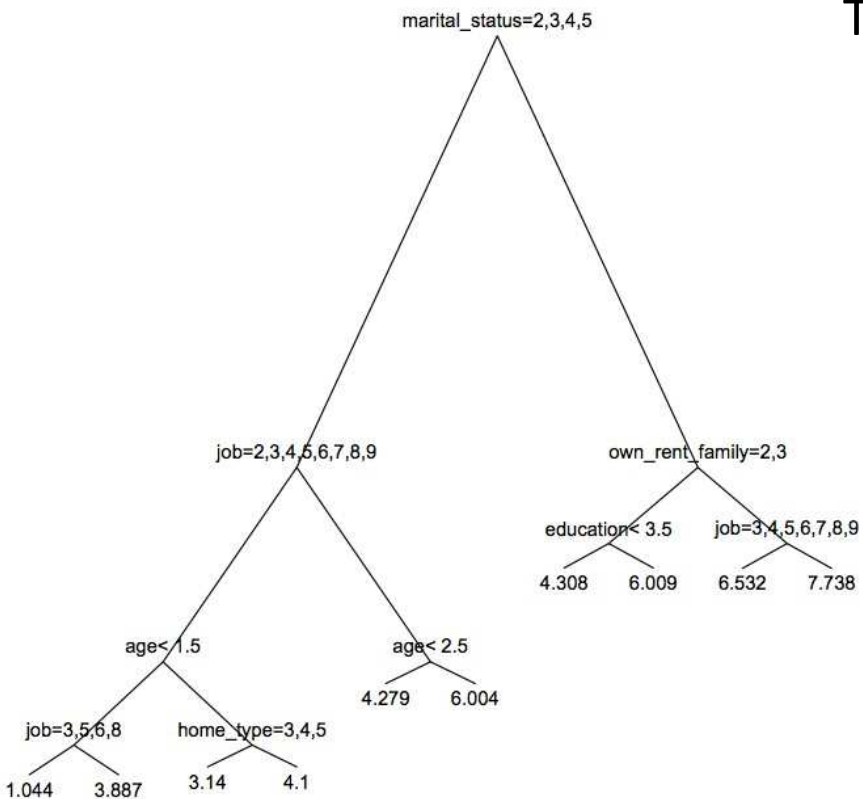 T
marital_status=2,3,4,5
job=2,3,4,5,6,7,8,9
own_rent_family=2,3
education< 3.5
job=3,4,5,6,7,8,9
4.308
6.009
6.532
7.738
age< 1.5
age< 2.5
4.279
6.004
job=3,5,6,8
home_type=3,4,5
1.044
3.887
3.14
4.1